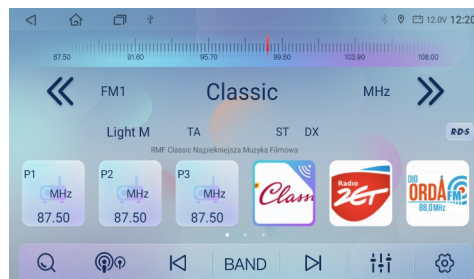 12.0V 12:20
87.50 91.60 95.70 99.80 103.90 108.00
FM1 Classic MHz
Light M TA ST DX
RDS
RMF Classic Najpiekniejsza Muzyka Filmowa
P1 P2 P3
MHz MHz MHz
87.50 87.50 87.50
Class
Radio
ZET
DIO
ORDA FM
88.0 MHz
BAND